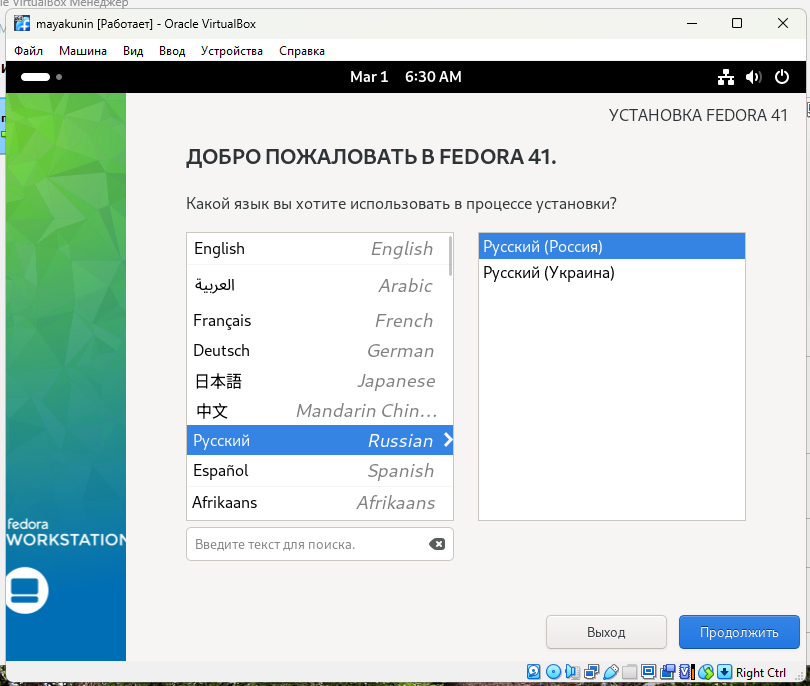 le VirtualBox Менеджер
mayakunin [Работает] - Oracle VirtualBox
Файл Машина Вид Ввод Устройства Справка
Mar 1 6:30 AM
УСТАНОВКА FEDORA 41
ДОБРО ПОЖАЛОВАТЬ В FEDORA 41.
Какой язык вы хотите использовать в процессе установки?
English English
العربية Arabic
Français French
Deutsch German
日本語 Japanese
中文 Mandarin Chin…
Русский Russian
Español Spanish
Afrikaans Afrikaans
Русский (Россия)
Русский (Украина)
Введите текст для поиска.
fedora
WORKSTATION
Выход Продолжить
Right Ctrl